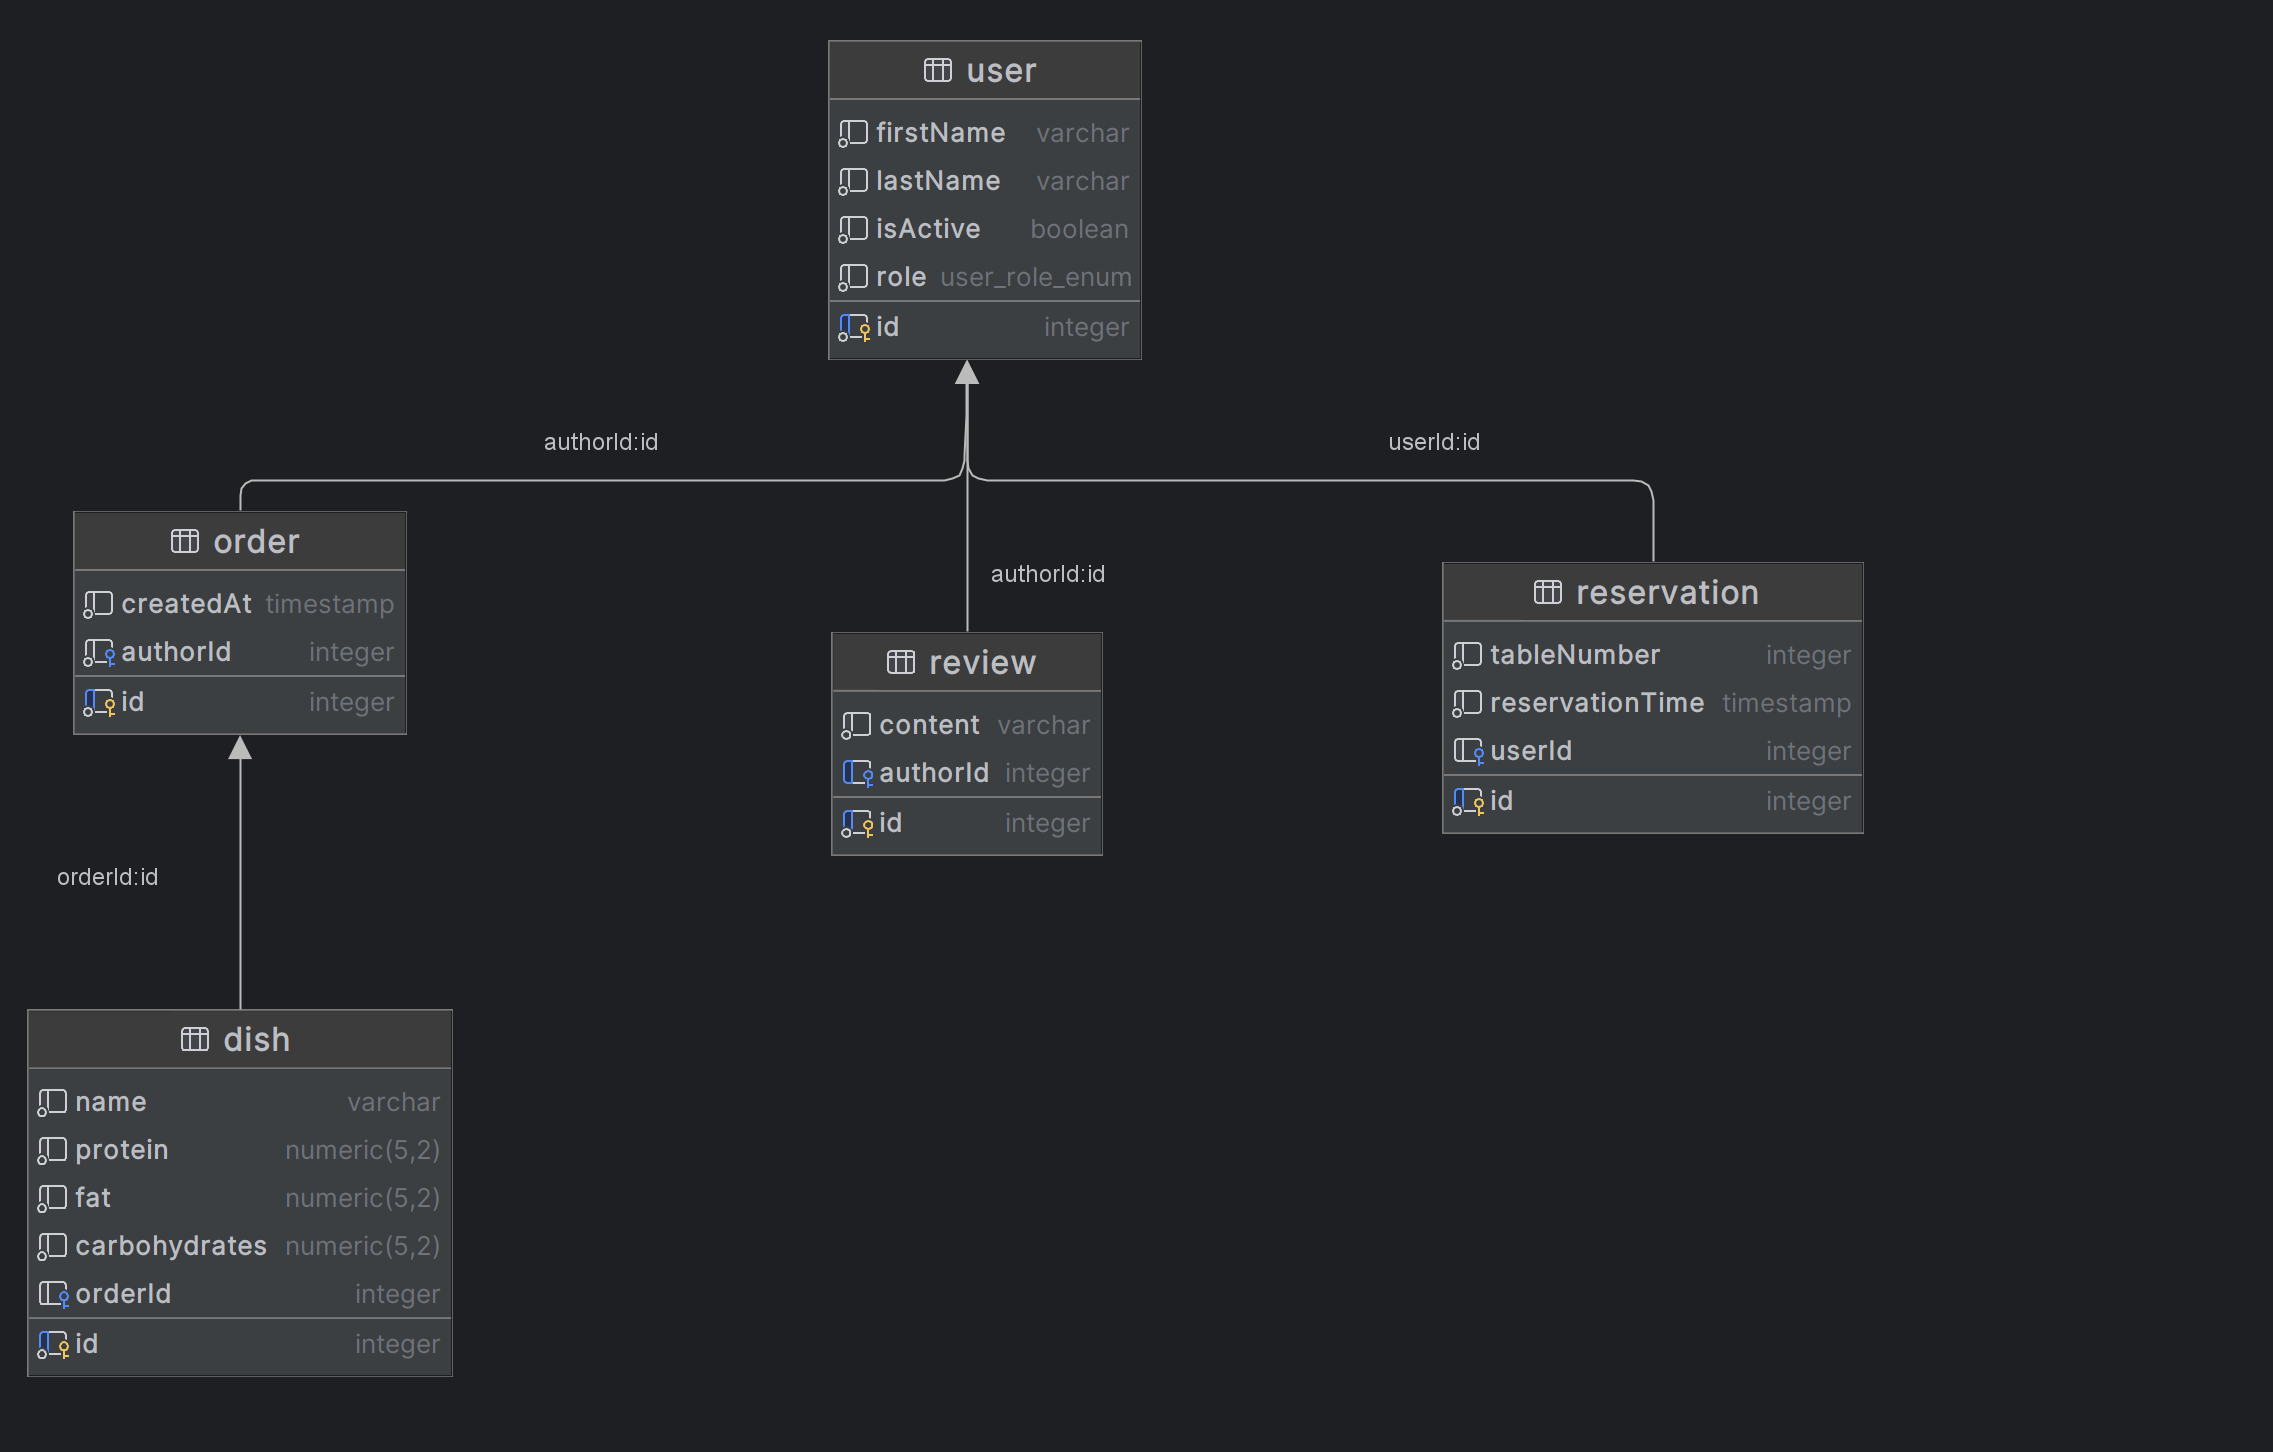 user
firstName varchar
lastName varchar
isActive boolean
role user_role_enum
id integer
authorId:id
userId:id
order
createdAt timestamp
authorId integer
id integer
authorId:id
review
content varchar
authorId integer
id integer
reservation
tableNumber integer
reservationTime timestamp
userId integer
id integer
orderId:id
dish
name varchar
protein numeric(5,2)
fat numeric(5,2)
carbohydrates numeric(5,2)
orderId integer
id integer